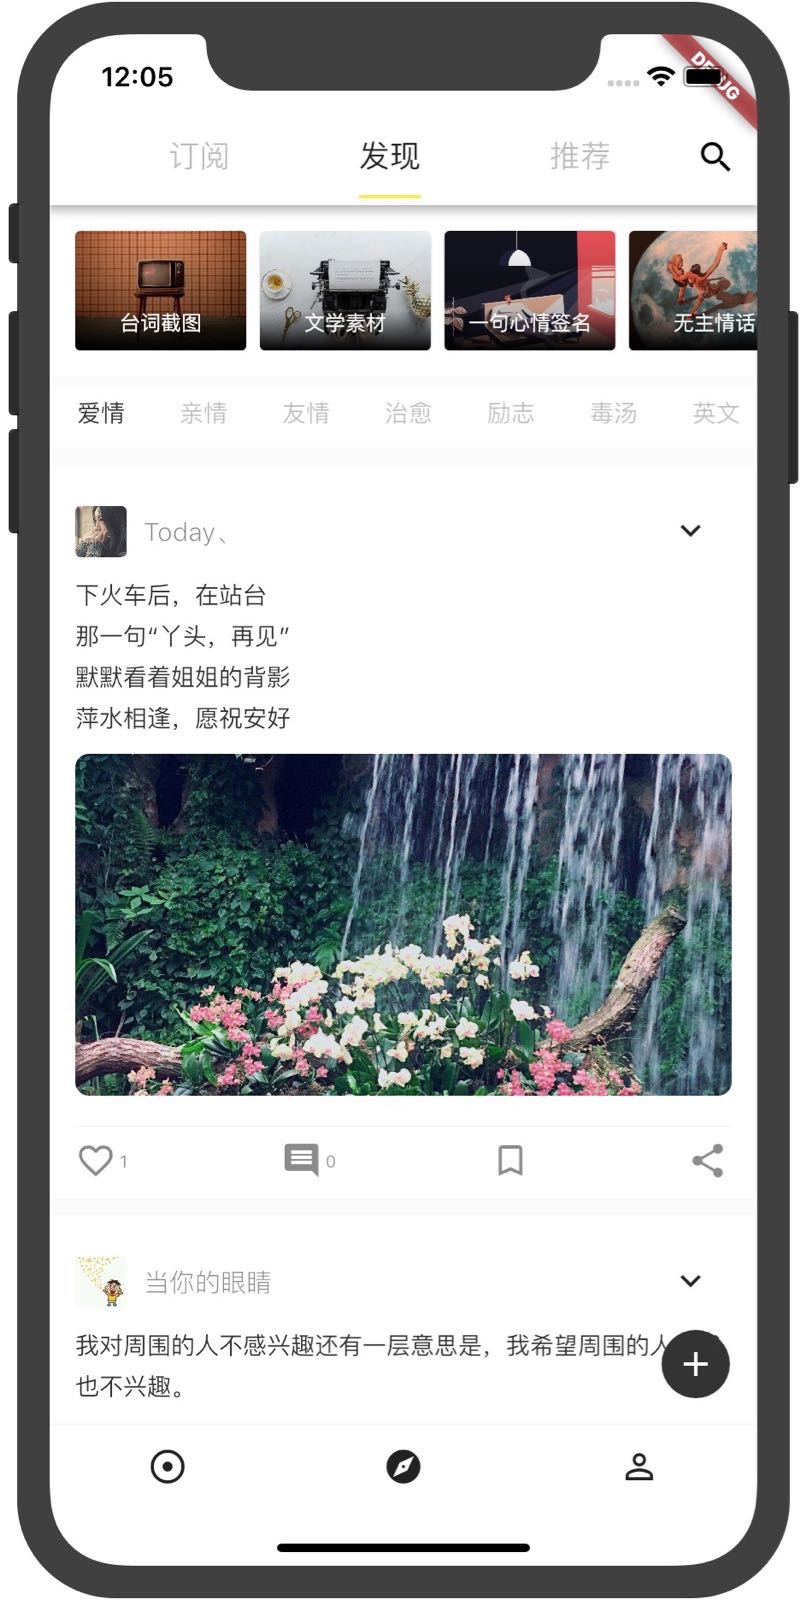 12:05
DEBUG
订阅 发现 推荐
台词截图 文学素材 一句心情签名 无主情话
爱情 亲情 友情 治愈 励志 毒汤 英文
Today、
下火车后，在站台
那一句“丫头，再见”
默默看着姐姐的背影
萍水相逢，愿祝安好
1 0
当你的眼睛
我对周围的人不感兴趣还有一层意思是，我希望周围的人
也不兴趣。